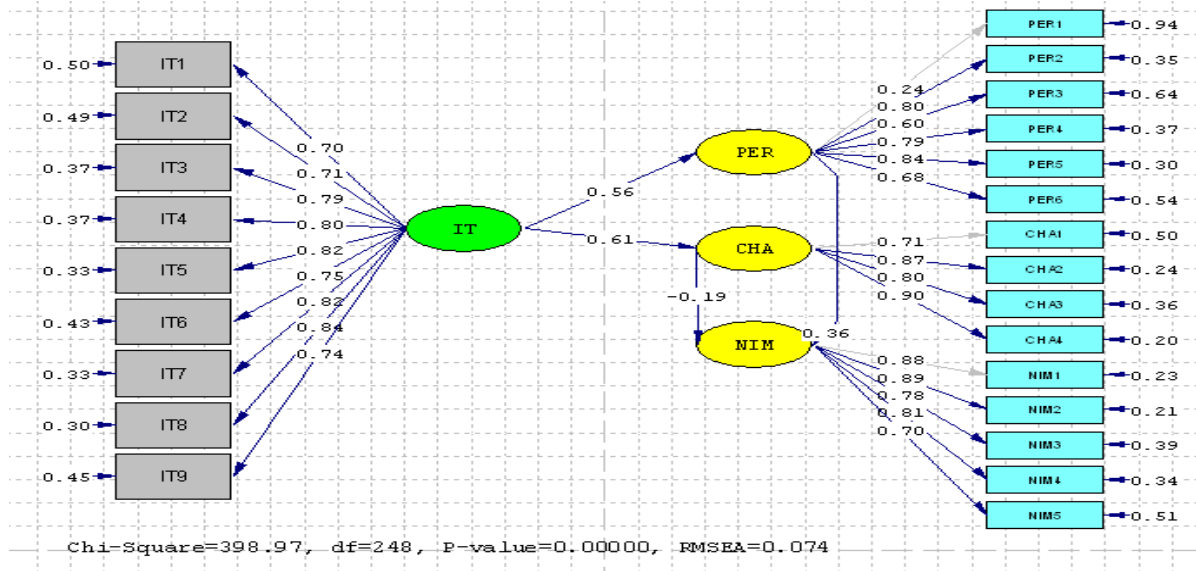 0.50 IT1
0.49 IT2
0.37 IT3
0.37 IT4
0.33 IT5
0.43 IT6
0.33 IT7
0.30 IT8
0.45 IT9
0.70
0.71
0.79
0.80
0.82
0.75
0.82
0.84
0.74
IT
0.56
0.61
PER
CHA
-0.19
NIM
0.36
0.24
0.80
0.60
0.79
0.84
0.68
0.71
0.87
0.80
0.90
0.88
0.89
0.78
0.81
0.70
PER1 0.94
PER2 0.35
PER3 0.64
PER4 0.37
PER5 0.30
PER6 0.54
CHA1 0.50
CHA2 0.24
CHA3 0.36
CHA4 0.20
NIM1 0.23
NIM2 0.21
NIM3 0.39
NIM4 0.34
NIM5 0.51
Chi-Square=398.97, df=248, P-value=0.00000, RMSEA=0.074